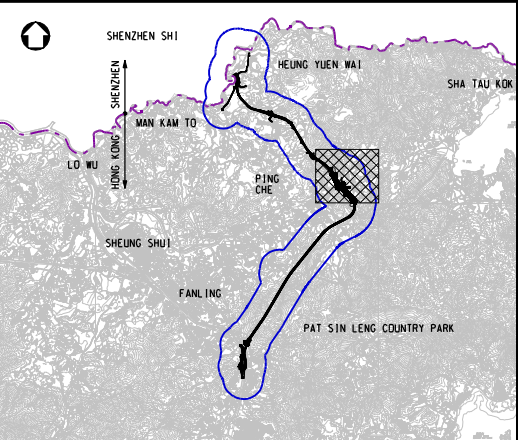 SHENZHEN SHI
HEUNG YUEN WAI
SHENZHEN
SHA TAU KOK
MAN KAM TO
HONG KONG
LO WU
PING
CHE
SHEUNG SHUI
FANLING
PAT SIN LENG COUNTRY PARK